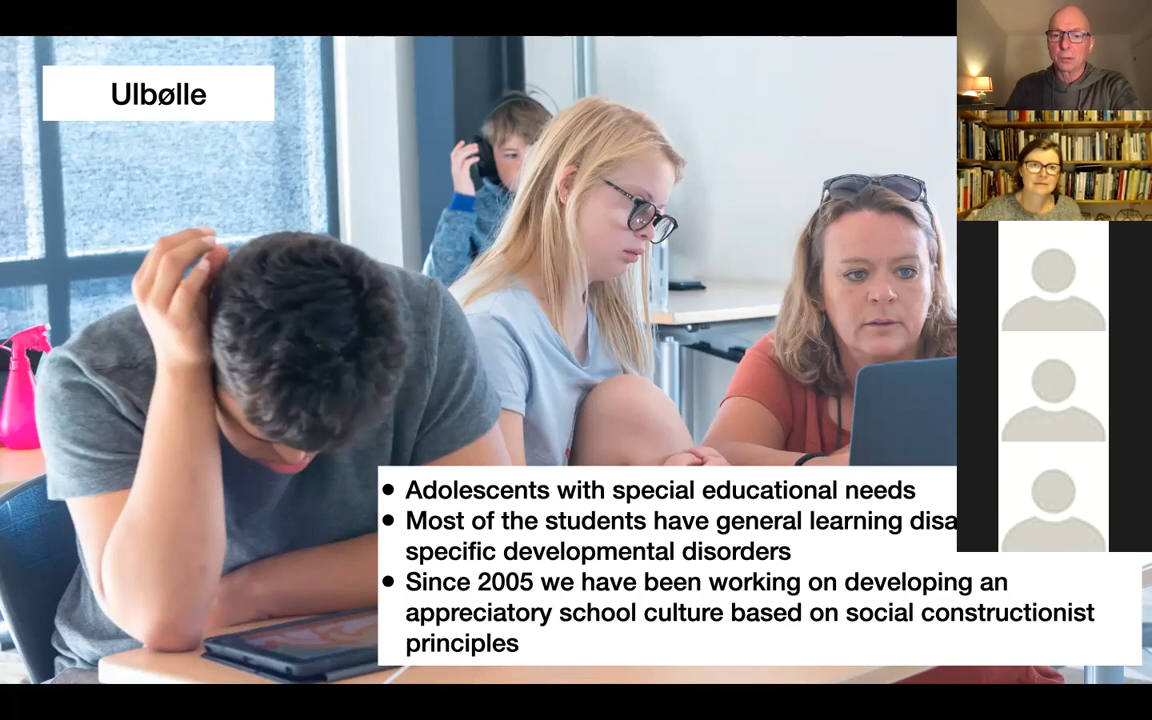 Ulbølle
• Adolescents with special educational needs
• Most of the students have general learning
specific developmental disorders
• Since 2005 we have been working on developing an
appreciatory school culture based on social constructionist
principles